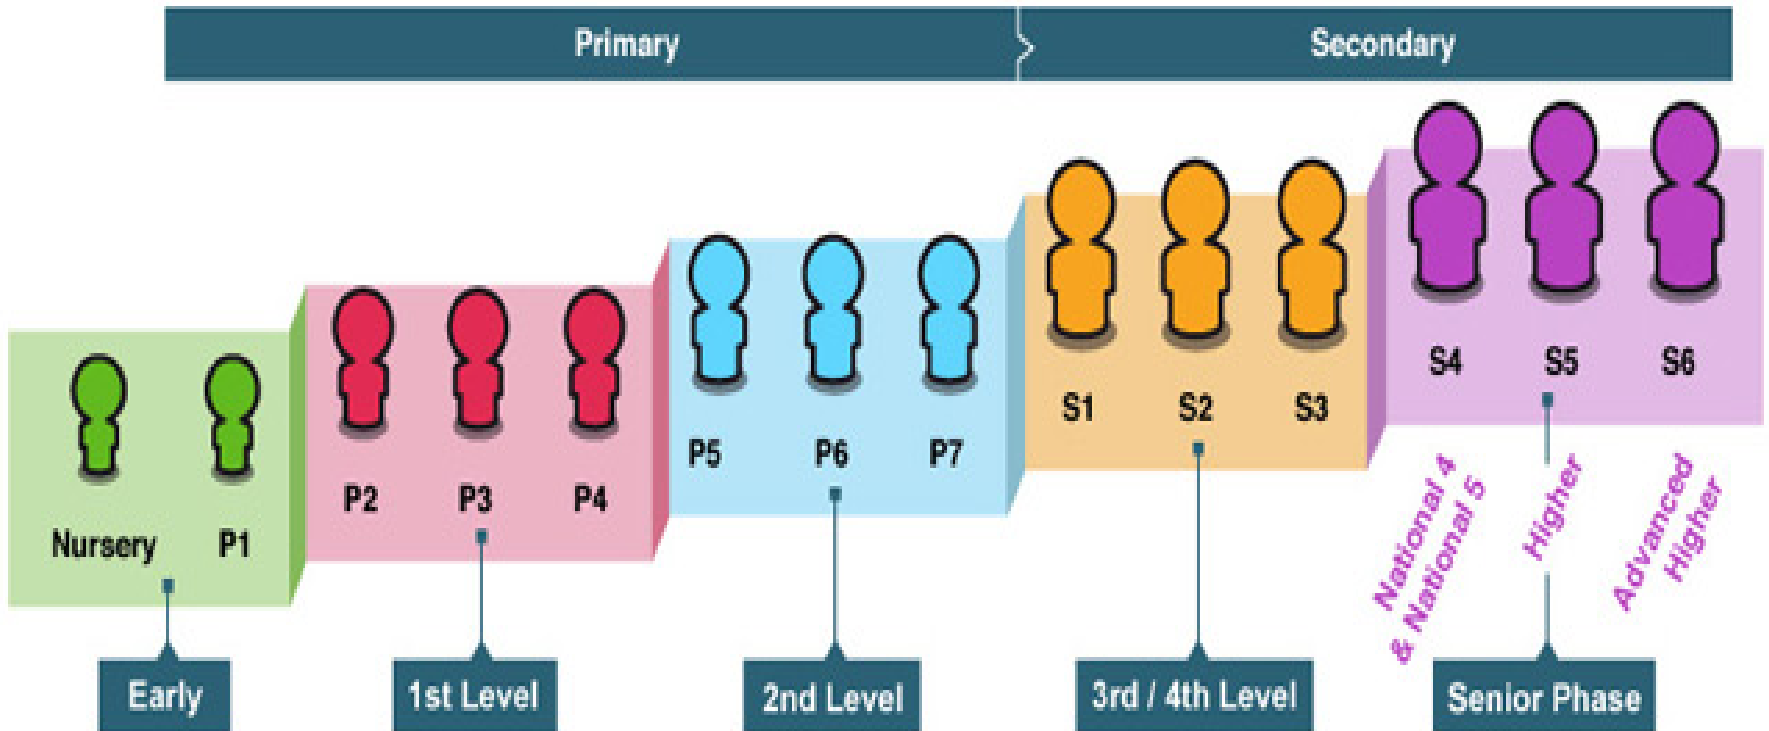 Primary
Secondary
Nursery
P1
P2
P3
P4
P5
P6
P7
S1
S2
S3
S4
S5
S6
National 4
& National 5
Higher
Advanced
Higher
Early
1st Level
2nd Level
3rd / 4th Level
Senior Phase